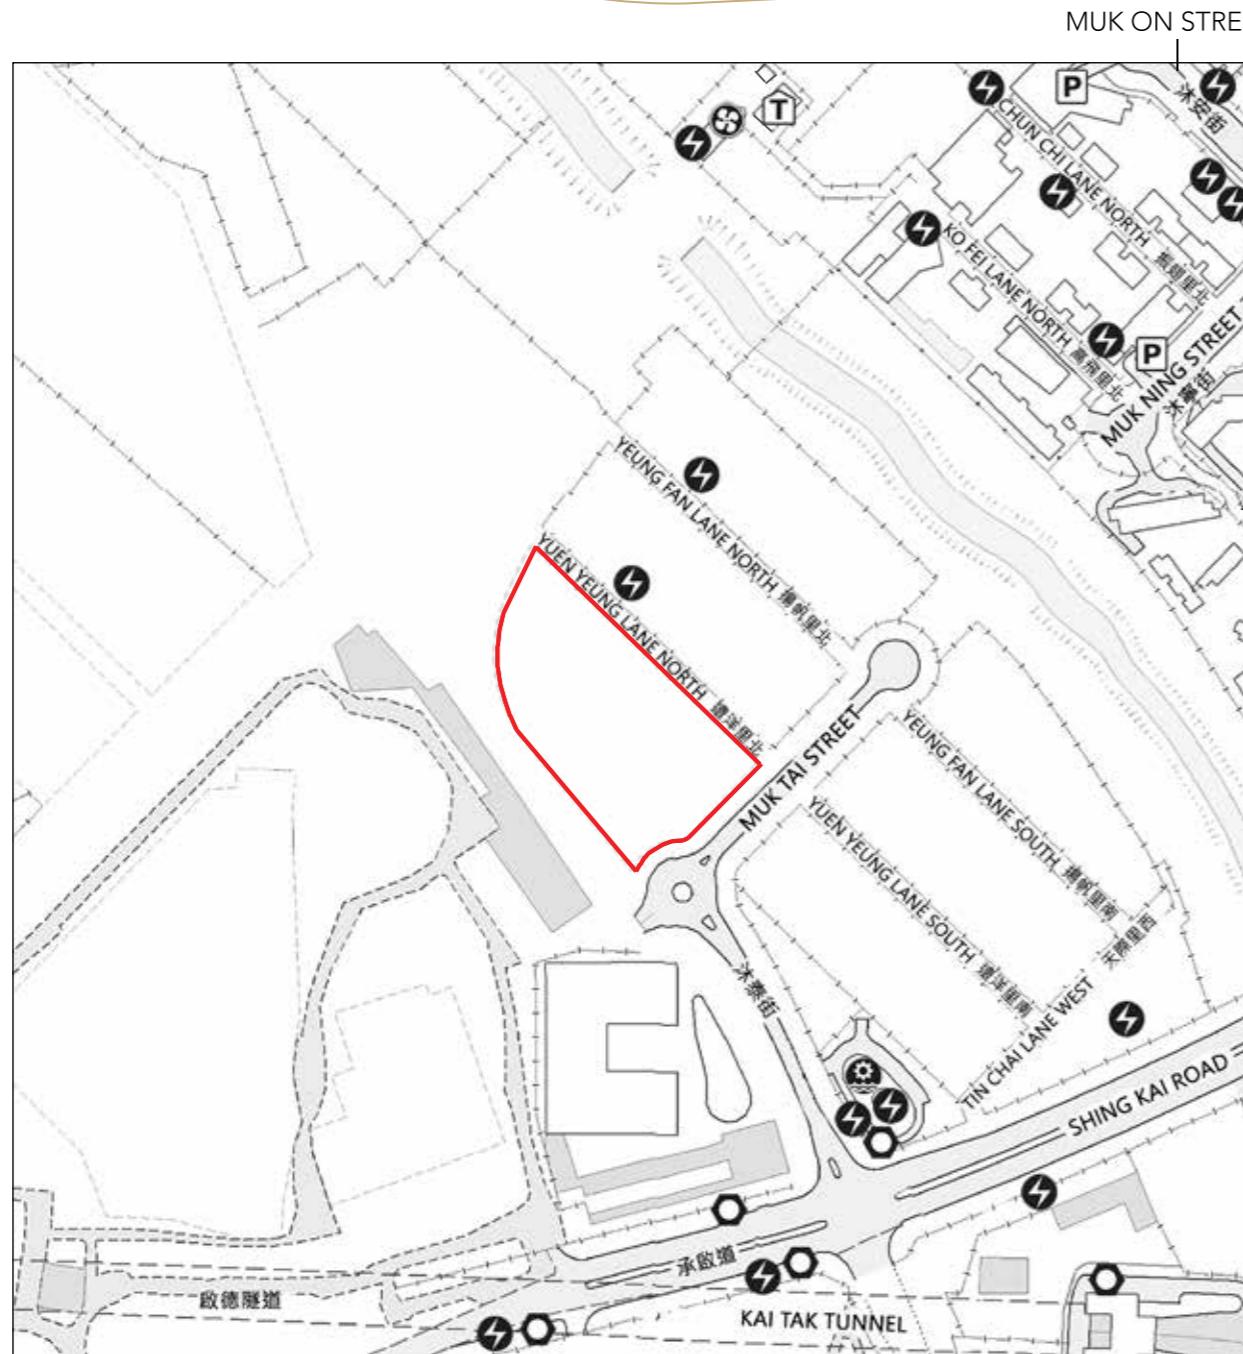 MUK ON STRE
沐安街
P
T
CHUN CHI LANE NORTH 振翅里北
KO FEI LANE NORTH 高飛里北
P
MUK NING STREET
沐寧街
YEUNG FAN LANE NORTH 揚帆里北
YUEN YEUNG LANE NORTH 遠洋里北
MUK TAI STREET
YEUNG FAN LANE SOUTH 揚帆里南
YUEN YEUNG LANE SOUTH 遠洋里南
天際里西
TIN CHAI LANE WEST
沐泰街
SHING KAI ROAD
承啟道
啟德隧道
KAI TAK TUNNEL